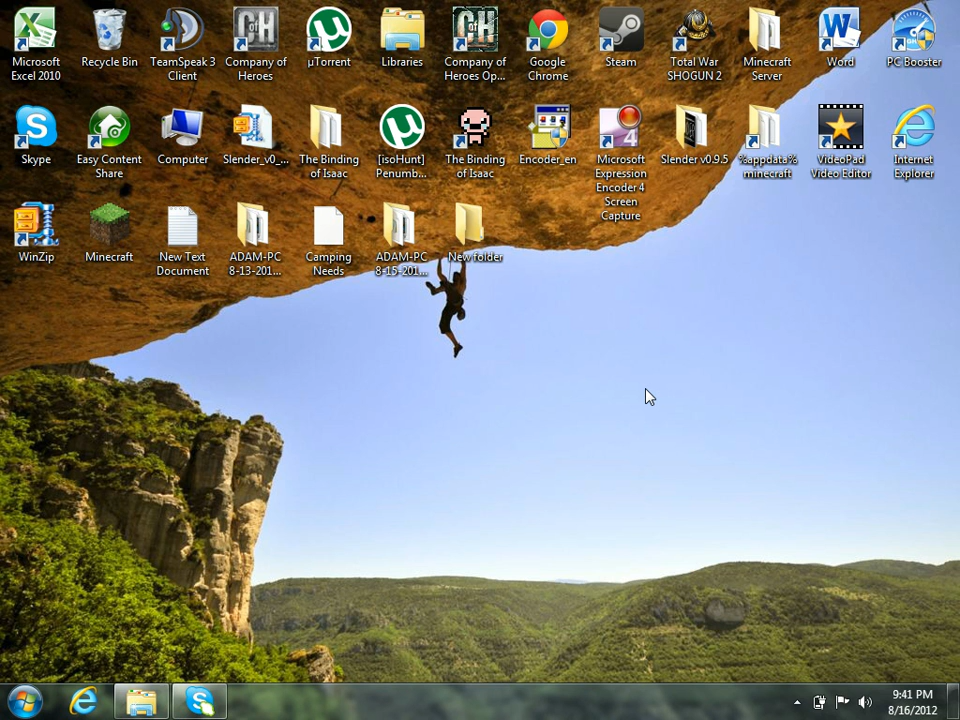 Microsoft
Excel 2010
Recycle Bin
TeamSpeak 3
Client
Company of
Heroes
µTorrent
Libraries
Company of
Heroes Op...
Google
Chrome
Steam
Total War
SHOGUN 2
Minecraft
Server
Word
PC Booster
Skype
Easy Content
Share
Computer
Slender_v0_...
The Binding
of Isaac
[isoHunt]
Penumb...
The Binding
of Isaac
Encoder_en
Microsoft
Expression
Encoder 4
Screen
Capture
Slender v0.9.5
%appdata%
minecraft
VideoPad
Video Editor
Internet
Explorer
WinZip
Minecraft
New Text
Document
ADAM-PC
8-13-201...
Camping
Needs
ADAM-PC
8-15-201...
New folder
9:41 PM
8/16/2012